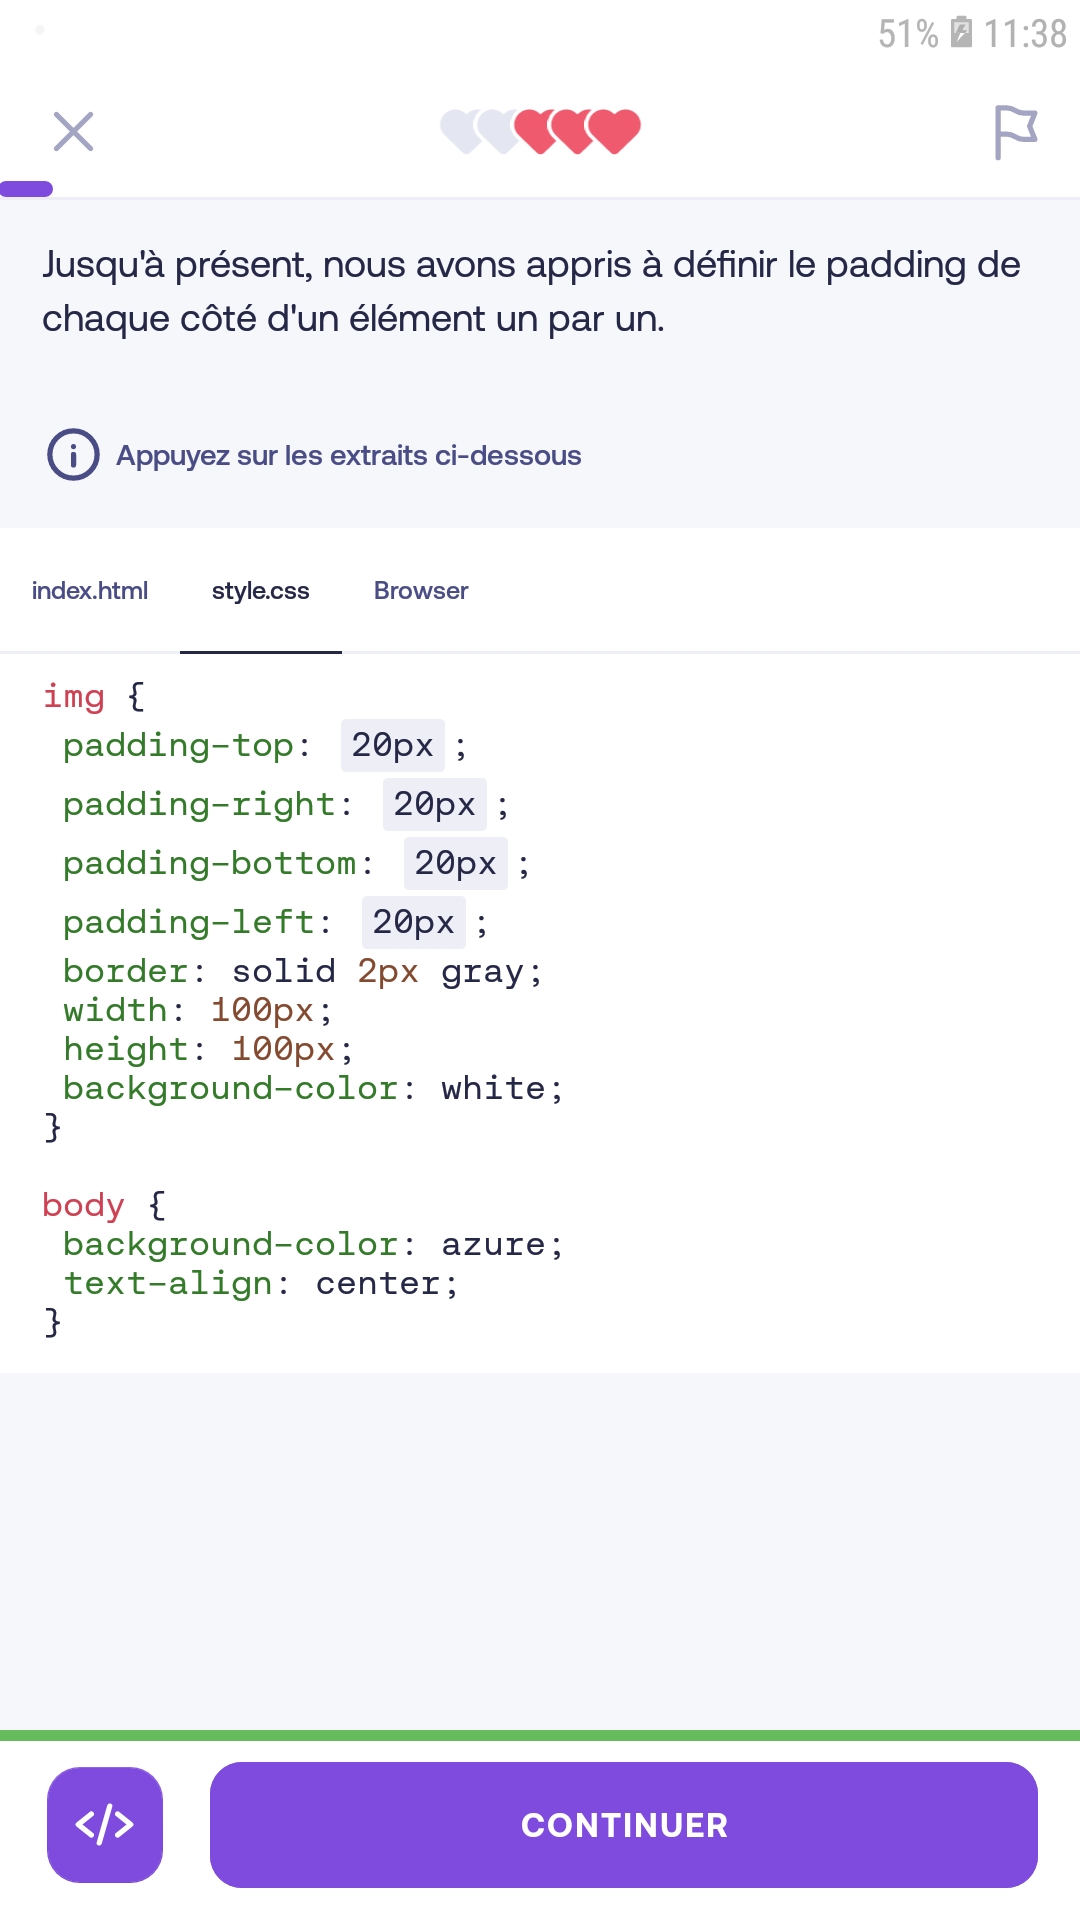 51% 11:38
Jusqu'à présent, nous avons appris à définir le padding de
chaque côté d'un élément un par un.
Appuyez sur les extraits ci-dessous
index.html style.css Browser
img {
padding-top: 20px ;
padding-right: 20px ;
padding-bottom: 20px ;
padding-left: 20px ;
border: solid 2px gray;
width: 100px;
height: 100px;
background-color: white;
}
body {
background-color: azure;
text-align: center;
}
</> CONTINUER